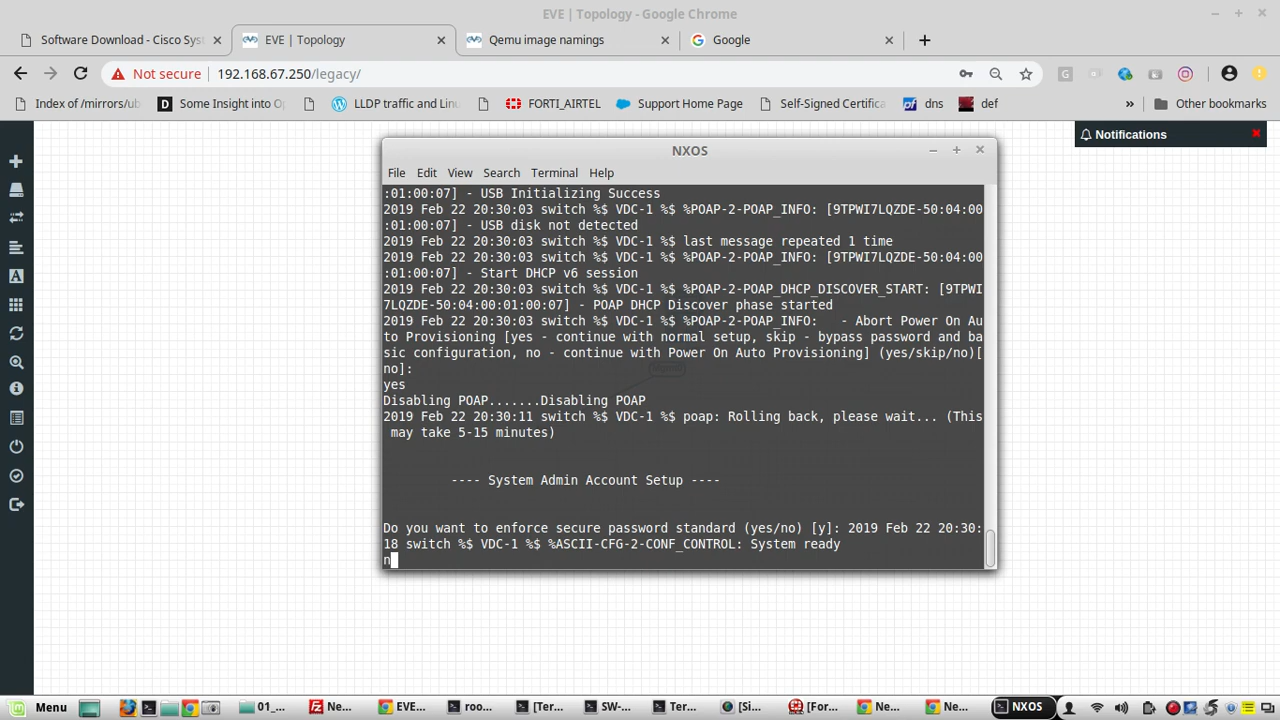 EVE | Topology - Google Chrome
Software Download - Cisco Sys
EVE | Topology
Qemu image namings
Google
Not secure
192.168.67.250/legacy/
Index of /mirrors/ub
Some Insight into Op
LLDP traffic and Linu
FORTI_AIRTEL
Support Home Page
Self-Signed Certifica
dns
def
»
Other bookmarks
Notifications
NXOS
File Edit View Search Terminal Help
:01:00:07] - USB Initializing Success
2019 Feb 22 20:30:03 switch %$ VDC-1 %$ %POAP-2-POAP_INFO: [9TPWI7LQZDE-50:04:00
:01:00:07] - USB disk not detected
2019 Feb 22 20:30:03 switch %$ VDC-1 %$ last message repeated 1 time
2019 Feb 22 20:30:03 switch %$ VDC-1 %$ %POAP-2-POAP_INFO: [9TPWI7LQZDE-50:04:00
:01:00:07] - Start DHCP v6 session
2019 Feb 22 20:30:03 switch %$ VDC-1 %$ %POAP-2-POAP_DHCP_DISCOVER_START: [9TPWI
7LQZDE-50:04:00:01:00:07] - POAP DHCP Discover phase started
2019 Feb 22 20:30:03 switch %$ VDC-1 %$ %POAP-2-POAP_INFO:   - Abort Power On Au
to Provisioning [yes - continue with normal setup, skip - bypass password and ba
sic configuration, no - continue with Power On Auto Provisioning] (yes/skip/no)[
no]:
yes
Disabling POAP.......Disabling POAP
2019 Feb 22 20:30:11 switch %$ VDC-1 %$ poap: Rolling back, please wait... (This
may take 5-15 minutes)
---- System Admin Account Setup ----
Do you want to enforce secure password standard (yes/no) [y]: 2019 Feb 22 20:30:
18 switch %$ VDC-1 %$ %ASCII-CFG-2-CONF_CONTROL: System ready
n
Menu
01_...
Ne...
EVE...
roo...
[Ter...
SW-...
Ter...
[Si...
[For...
Ne...
Ne...
NXOS